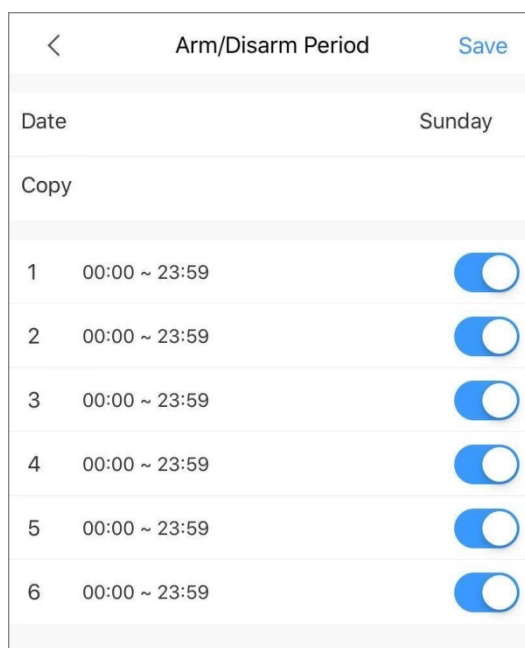 Arm/Disarm Period Save
Date Sunday
Copy
1 00:00 ~ 23:59
2 00:00 ~ 23:59
3 00:00 ~ 23:59
4 00:00 ~ 23:59
5 00:00 ~ 23:59
6 00:00 ~ 23:59